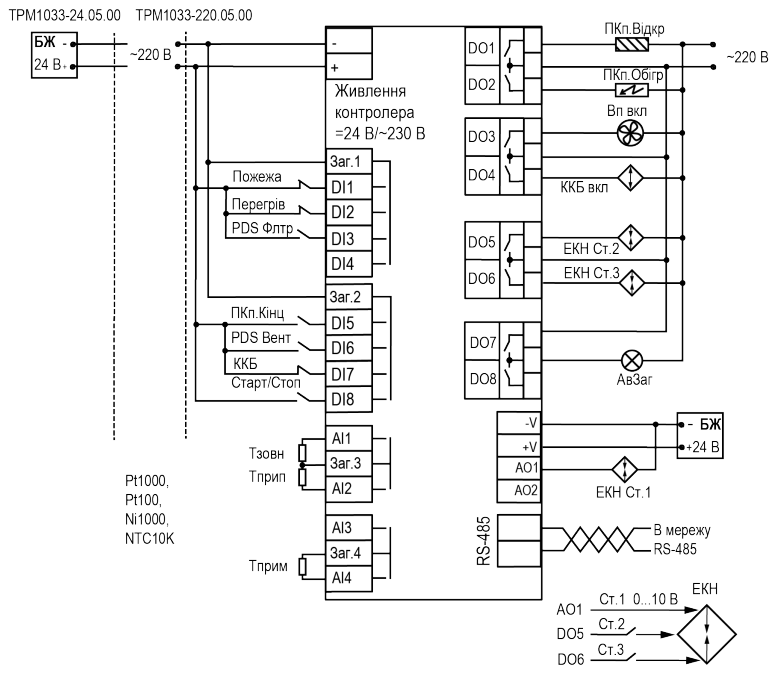 ТРМ1033-24.05.00 ТРМ1033-220.05.00
БЖ -
24 В +
~220 В
-
+
Живлення
контролера
=24 В/~230 В
Заг.1
Пожежа DI1
Перегрів DI2
PDS Флтр DI3
DI4
Заг.2
ПКп.Кінц DI5
PDS Вент DI6
ККБ DI7
Старт/Стоп DI8
Тзовн AI1
Заг.3
Тприп AI2
AI3
Заг.4
Тприм AI4
Pt1000,
Pt100,
Ni1000,
NTC10K
DO1 ПКп.Відкр
~220 В
DO2 ПКп.Обігр
DO3 Вп вкл
DO4 ККБ вкл
DO5 ЕКН Ст.2
DO6 ЕКН Ст.3
DO7
DO8 АвЗаг
-V - БЖ
+V +24 В
AO1
ЕКН Ст.1
AO2
RS-485
В мережу
RS-485
ЕКН
AO1 Ст.1 0...10 В
DO5 Ст.2
DO6 Ст.3